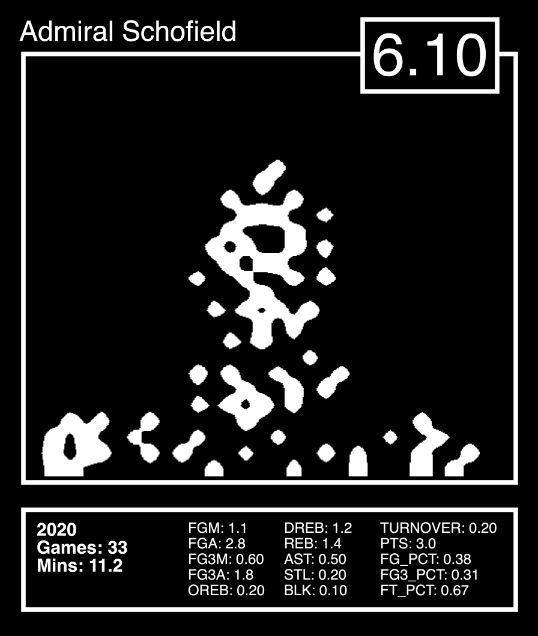 Admiral Schofield
6.10
2020
Games: 33
Mins: 11.2
FGM: 1.1
FGA: 2.8
FG3M: 0.60
FG3A: 1.8
OREB: 0.20
DREB: 1.2
REB: 1.4
AST: 0.50
STL: 0.20
BLK: 0.10
TURNOVER: 0.20
PTS: 3.0
FG_PCT: 0.38
FG3_PCT: 0.31
FT_PCT: 0.67